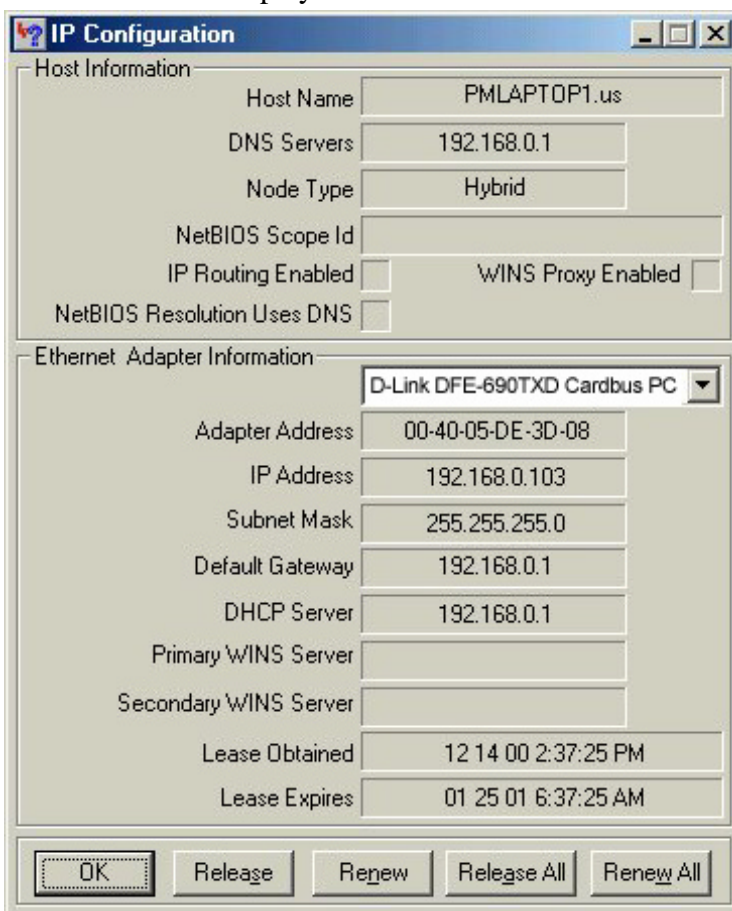 IP Configuration
Host Information
Host Name PMLAPTOP1.us
DNS Servers 192.168.0.1
Node Type Hybrid
NetBIOS Scope Id
IP Routing Enabled WINS Proxy Enabled
NetBIOS Resolution Uses DNS
Ethernet Adapter Information
D-Link DFE-690TXD Cardbus PC
Adapter Address 00-40-05-DE-3D-08
IP Address 192.168.0.103
Subnet Mask 255.255.255.0
Default Gateway 192.168.0.1
DHCP Server 192.168.0.1
Primary WINS Server
Secondary WINS Server
Lease Obtained 12 14 00 2:37:25 PM
Lease Expires 01 25 01 6:37:25 AM
OK Release Renew Release All Renew All